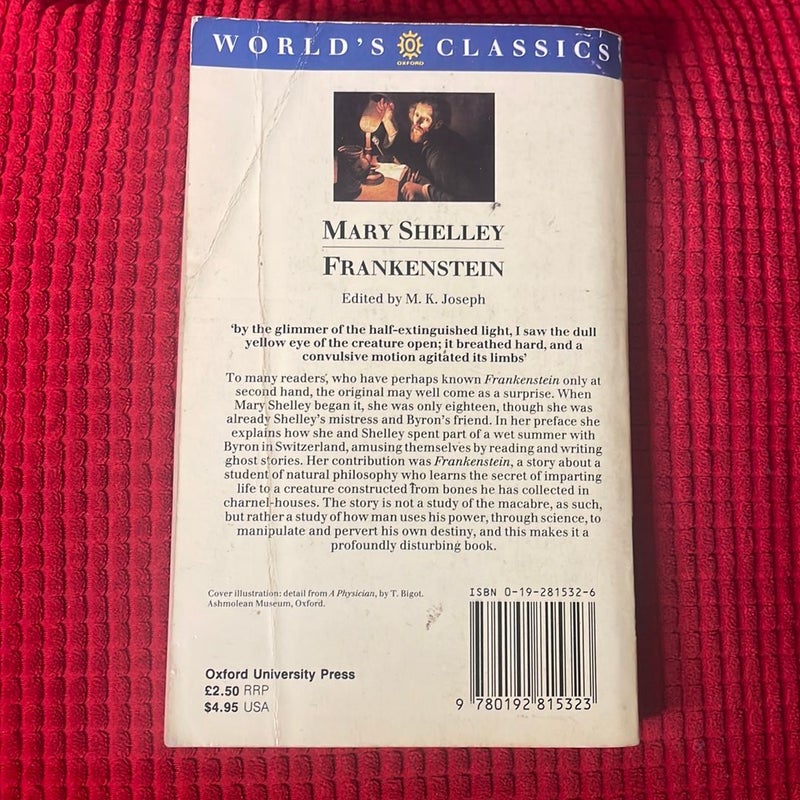 WORLD'S CLASSICS
OXFORD
MARY SHELLEY
FRANKENSTEIN
Edited by M. K. Joseph
'by the glimmer of the half-extinguished light, I saw the dull
yellow eye of the creature open; it breathed hard, and a
convulsive motion agitated its limbs'
To many readers, who have perhaps known Frankenstein only at
second hand, the original may well come as a surprise. When
Mary Shelley began it, she was only eighteen, though she was
already Shelley's mistress and Byron's friend. In her preface she
explains how she and Shelley spent part of a wet summer with
Byron in Switzerland, amusing themselves by reading and writing
ghost stories. Her contribution was Frankenstein, a story about a
student of natural philosophy who learns the secret of imparting
life to a creature constructed from bones he has collected in
charnel-houses. The story is not a study of the macabre, as such,
but rather a study of how man uses his power, through science, to
manipulate and pervert his own destiny, and this makes it a
profoundly disturbing book.
Cover illustration: detail from A Physician, by T. Bigot.
Ashmolean Museum, Oxford.
ISBN 0-19-281532-6
Oxford University Press
£2.50 RRP
$4.95 USA
9 780192 815323